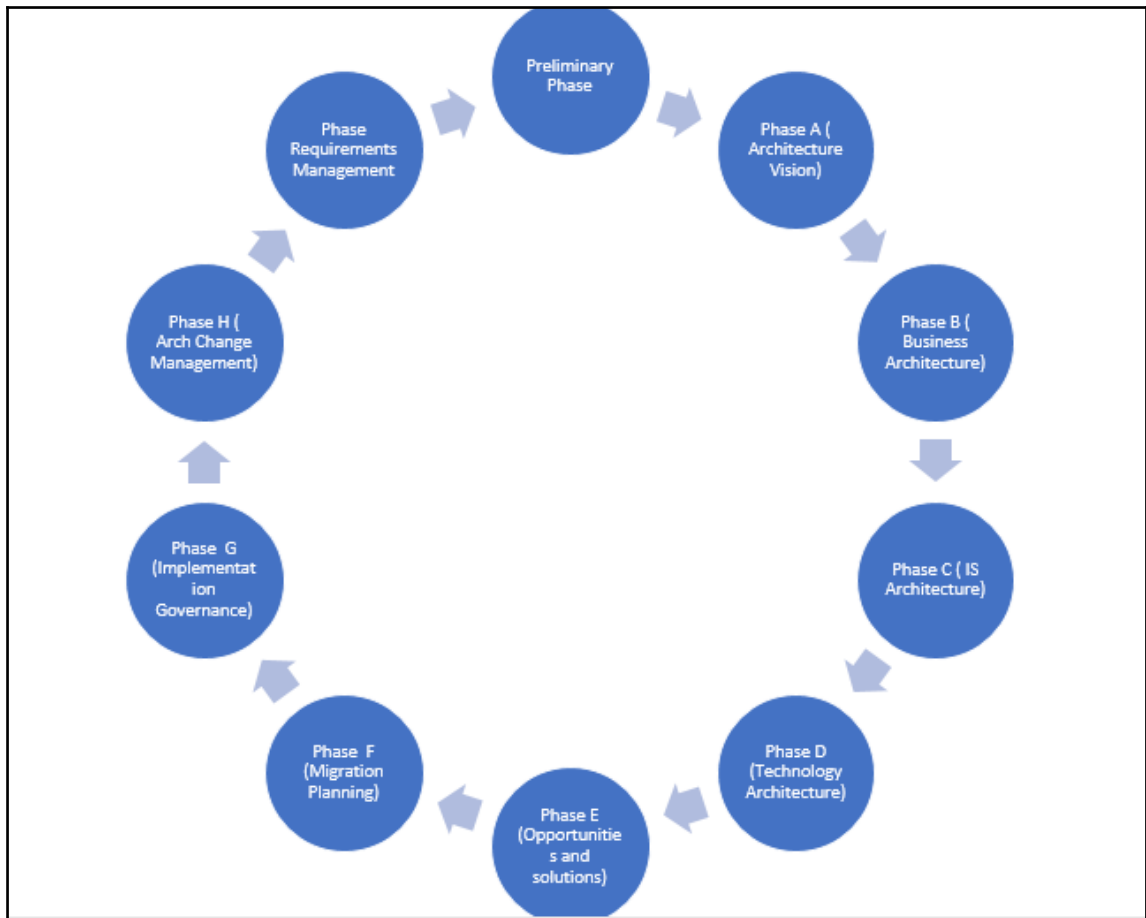 Preliminary
Phase
Phase A (
Architecture
Vision)
Phase B (
Business
Architecture)
Phase C ( IS
Architecture)
Phase D
(Technology
Architecture)
Phase E
(Opportunitie
s and
solutions)
Phase  F
(Migration
Planning)
Phase  G
(Implementat
ion
Governance)
Phase H (
Arch Change
Management)
Phase
Requirements
Management